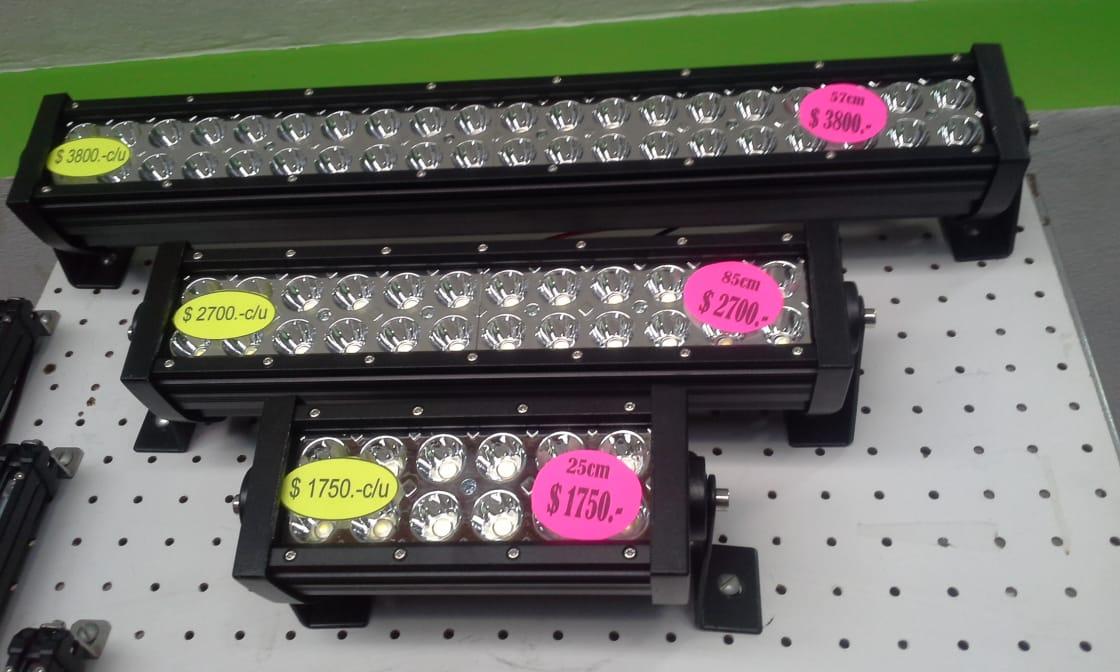 $ 3800.-c/u
57cm
$ 3800.-
$ 2700.-c/u
85cm
$ 2700.-
$ 1750.-c/u
25cm
$ 1750.-